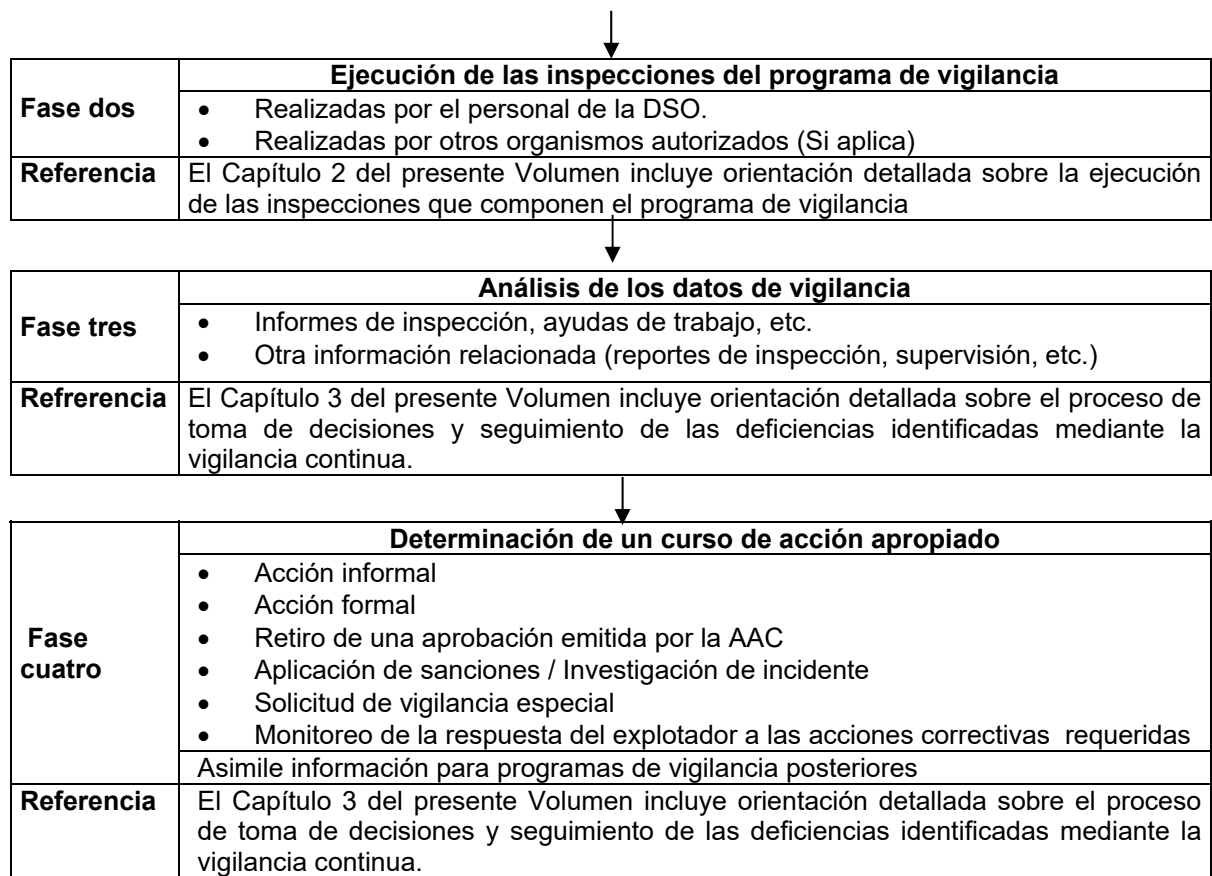 Ejecución de las inspecciones del programa de vigilancia
Fase dos
• Realizadas por el personal de la DSO.
• Realizadas por otros organismos autorizados (Si aplica)
Referencia
El Capítulo 2 del presente Volumen incluye orientación detallada sobre la ejecución
de las inspecciones que componen el programa de vigilancia
Análisis de los datos de vigilancia
Fase tres
• Informes de inspección, ayudas de trabajo, etc.
• Otra información relacionada (reportes de inspección, supervisión, etc.)
Refrerencia
El Capítulo 3 del presente Volumen incluye orientación detallada sobre el proceso de
toma de decisiones y seguimiento de las deficiencias identificadas mediante la
vigilancia continua.
Determinación de un curso de acción apropiado
Fase
cuatro
• Acción informal
• Acción formal
• Retiro de una aprobación emitida por la AAC
• Aplicación de sanciones / Investigación de incidente
• Solicitud de vigilancia especial
• Monitoreo de la respuesta del explotador a las acciones correctivas requeridas
Asimile información para programas de vigilancia posteriores
Referencia
El Capítulo 3 del presente Volumen incluye orientación detallada sobre el proceso
de toma de decisiones y seguimiento de las deficiencias identificadas mediante la
vigilancia continua.